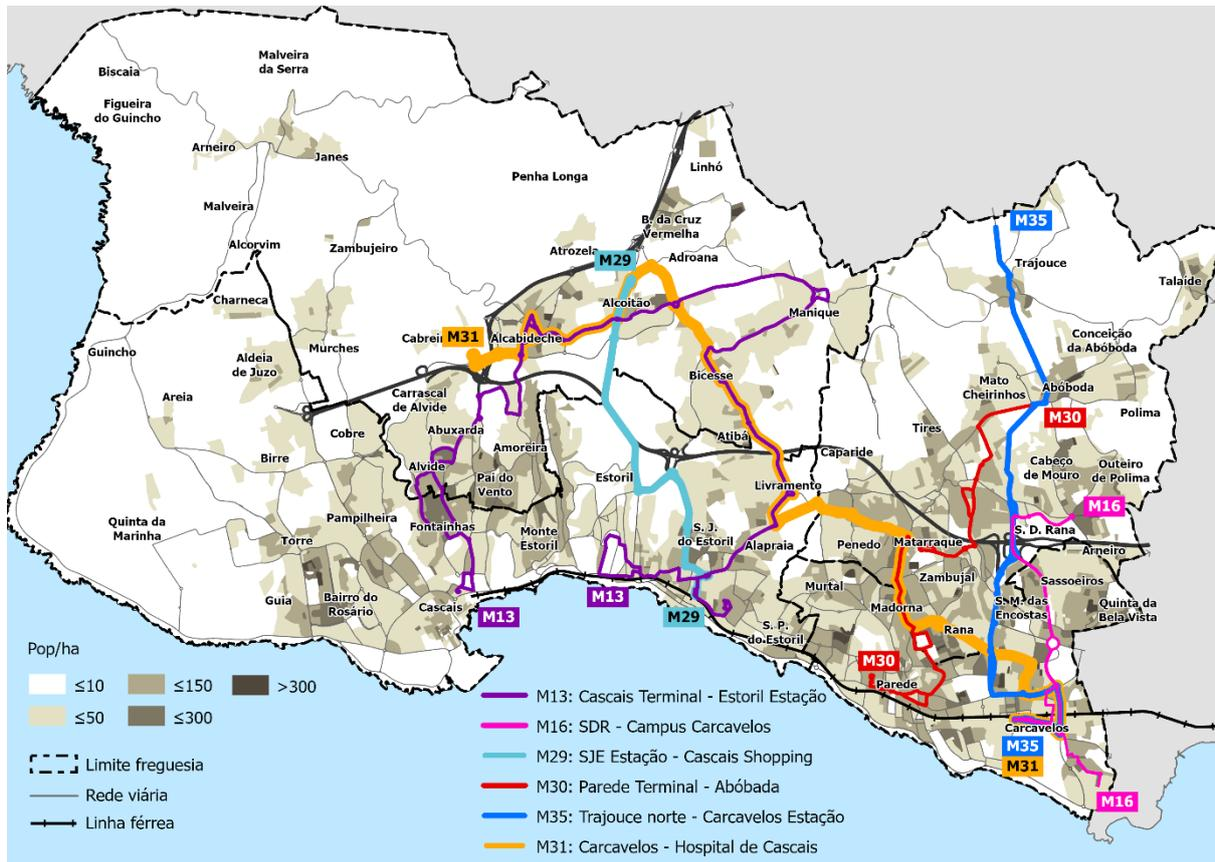 Malveira
da Serra
Biscaia
Figueira
do Guincho
Arneiro
Janes
Linhó
Penha Longa
Malveira
B. da Cruz
Vermelha
M35
Alcorvim
Zambujeiro
Atrozela
Adroana
M29
Trajouce
Talaíde
Charneca
Alcoitão
Manique
Cabrei
M31
Alcabideche
Conceição
da Abóboda
Guincho
Murches
Aldeia
de Juzo
Bicesse
Mato
Cheirinhos
Abóboda
Carrascal
de Alvide
Areia
M30
Polima
Cobre
Abuxarda
Amoreira
Atibá
Tires
Birre
Alvide
Caparide
Cabeço
de Mouro
Outeiro
de Polima
Pai do
Vento
Estoril
Livramento
M16
Quinta da
Marinha
Pampilheira
Fontainhas
Monte
Estoril
S. J.
do Estoril
S. D. Rana
Torre
Alapraia
Penedo
Matarraque
Arneiro
Zambujal
Sassoeiros
Murtal
Guia
Bairro do
Rosário
Cascais
M13
M13
M29
Madorna
S. M. das
Encostas
Quinta da
Bela Vista
S. P.
do Estoril
Rana
M30
Parede
Carcavelos
M35
M31
M16
Pop/ha
≤10
≤150
>300
≤50
≤300
Limite freguesia
Rede viária
Linha férrea
M13: Cascais Terminal - Estoril Estação
M16: SDR - Campus Carcavelos
M29: SJE Estação - Cascais Shopping
M30: Parede Terminal - Abóbada
M35: Trajouce norte - Carcavelos Estação
M31: Carcavelos - Hospital de Cascais